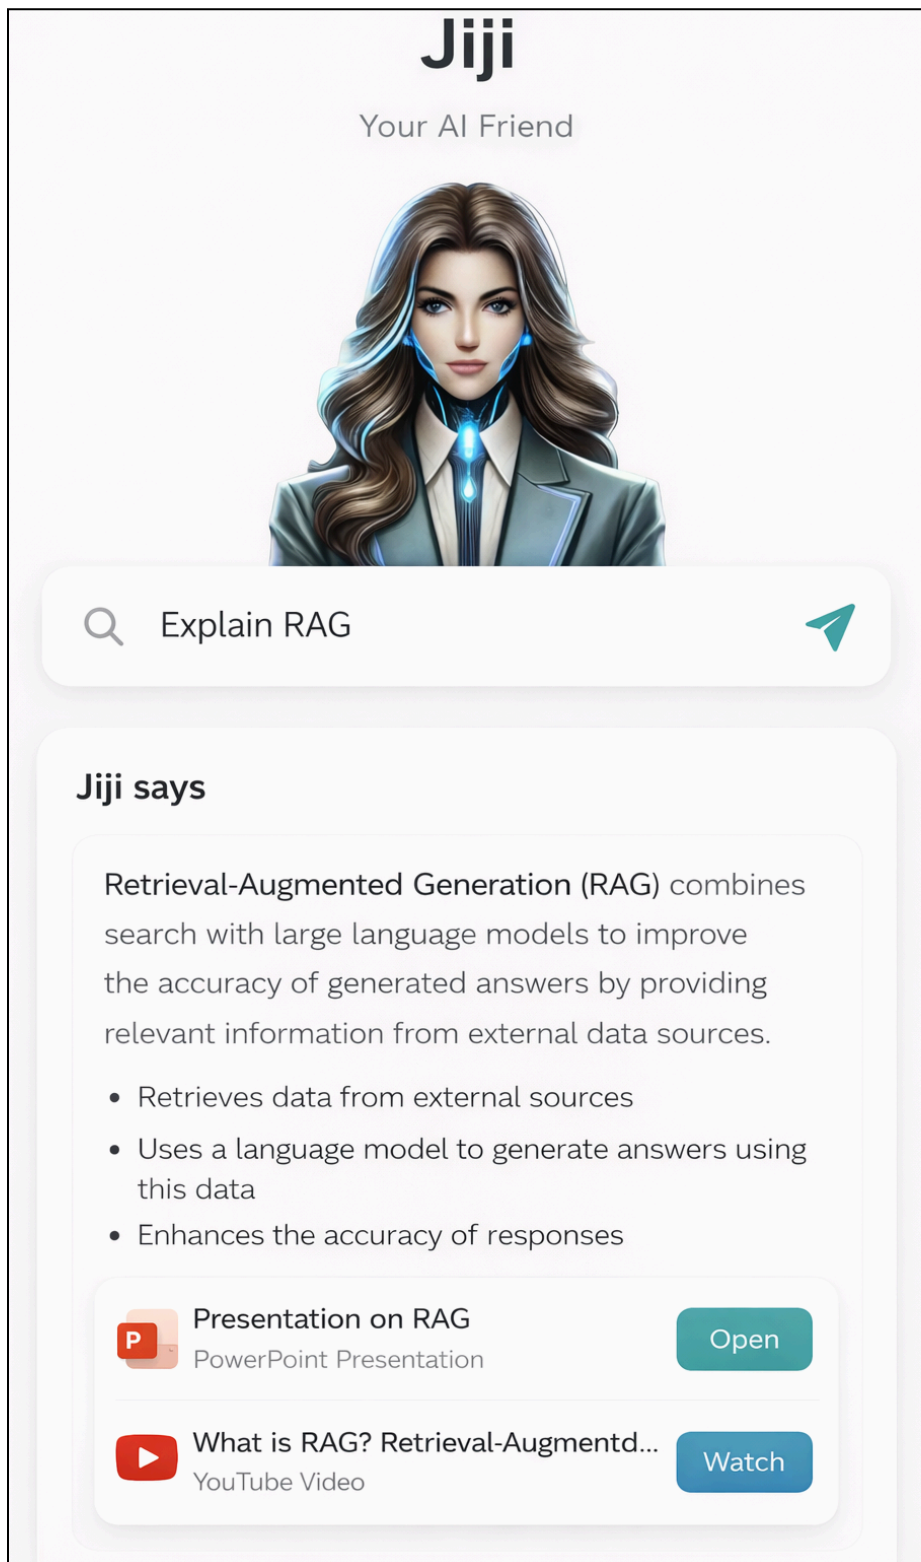 Jiji
Your AI Friend
Explain RAG
Jiji says
Retrieval-Augmented Generation (RAG) combines
search with large language models to improve
the accuracy of generated answers by providing
relevant information from external data sources.
• Retrieves data from external sources
• Uses a language model to generate answers using
this data
• Enhances the accuracy of responses
P
Presentation on RAG
PowerPoint Presentation
Open
What is RAG? Retrieval-Augmentd...
YouTube Video
Watch